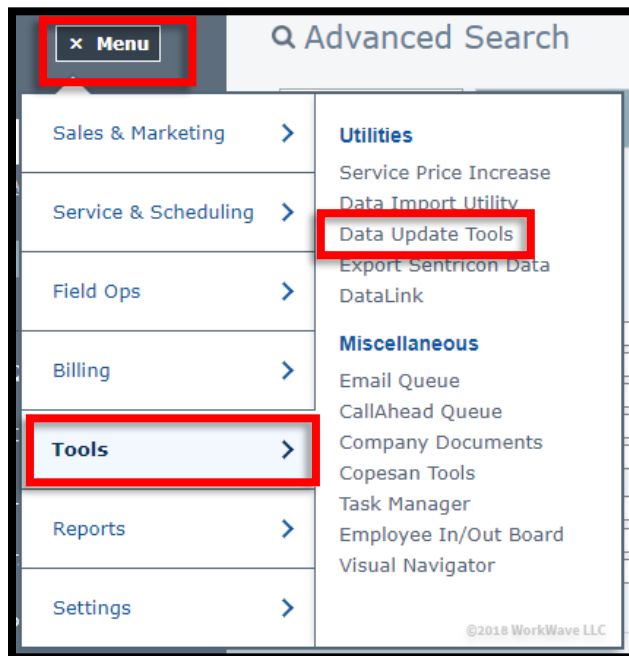 × Menu
Advanced Search
Sales & Marketing
Service & Scheduling
Field Ops
Billing
Tools
Reports
Settings
Utilities
Service Price Increase
Data Import Utility
Data Update Tools
Export Sentricon Data
DataLink
Miscellaneous
Email Queue
CallAhead Queue
Company Documents
Copesan Tools
Task Manager
Employee In/Out Board
Visual Navigator
©2018 WorkWave LLC